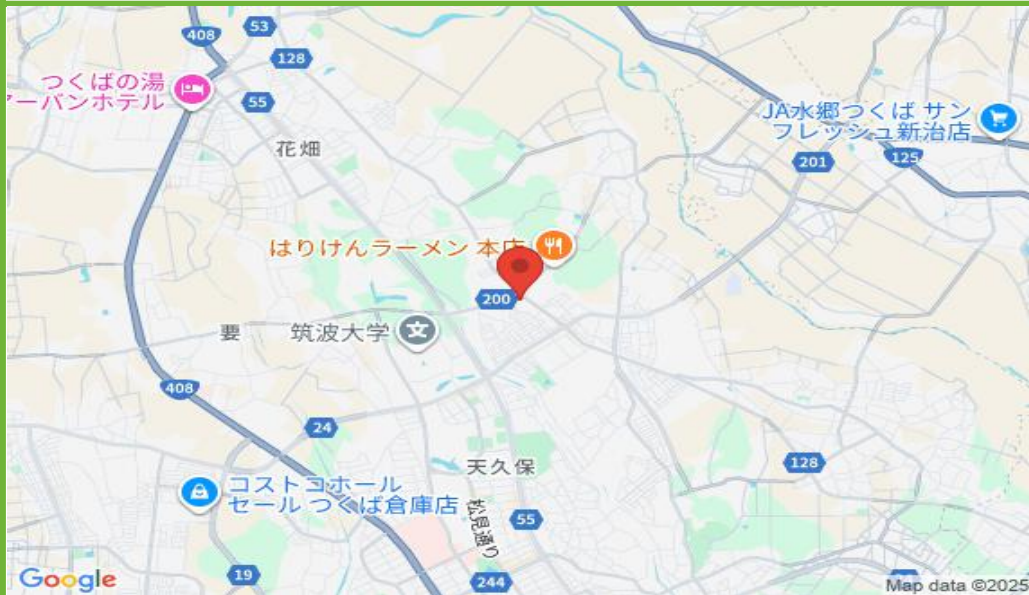 53
408
128
つくばの湯
アーバンホテル
55
JA水郷つくば サン
フレッシュ新治店
花畑
201
125
はりけんラーメン 本店
200
要
筑波大学
408
24
天久保
128
コストコホール
セール つくば倉庫店
松見通り
55
19
244
Google
Map data ©2025